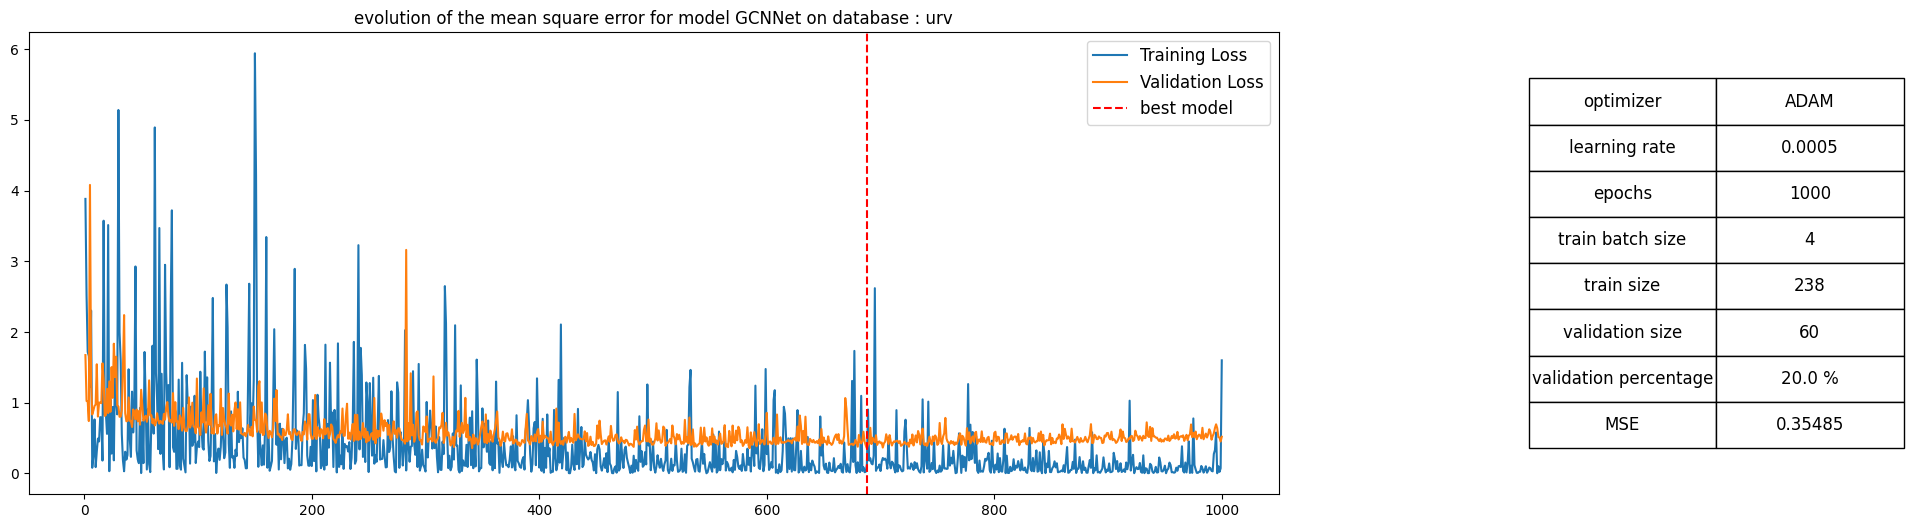 evolution of the mean square error for model GCNNet on database : urv
6
5
4
3
2
1
0
0 200 400 600 800 1000
Training Loss
Validation Loss
best model
optimizer ADAM
learning rate 0.0005
epochs 1000
train batch size 4
train size 238
validation size 60
validation percentage 20.0 %
MSE 0.35485